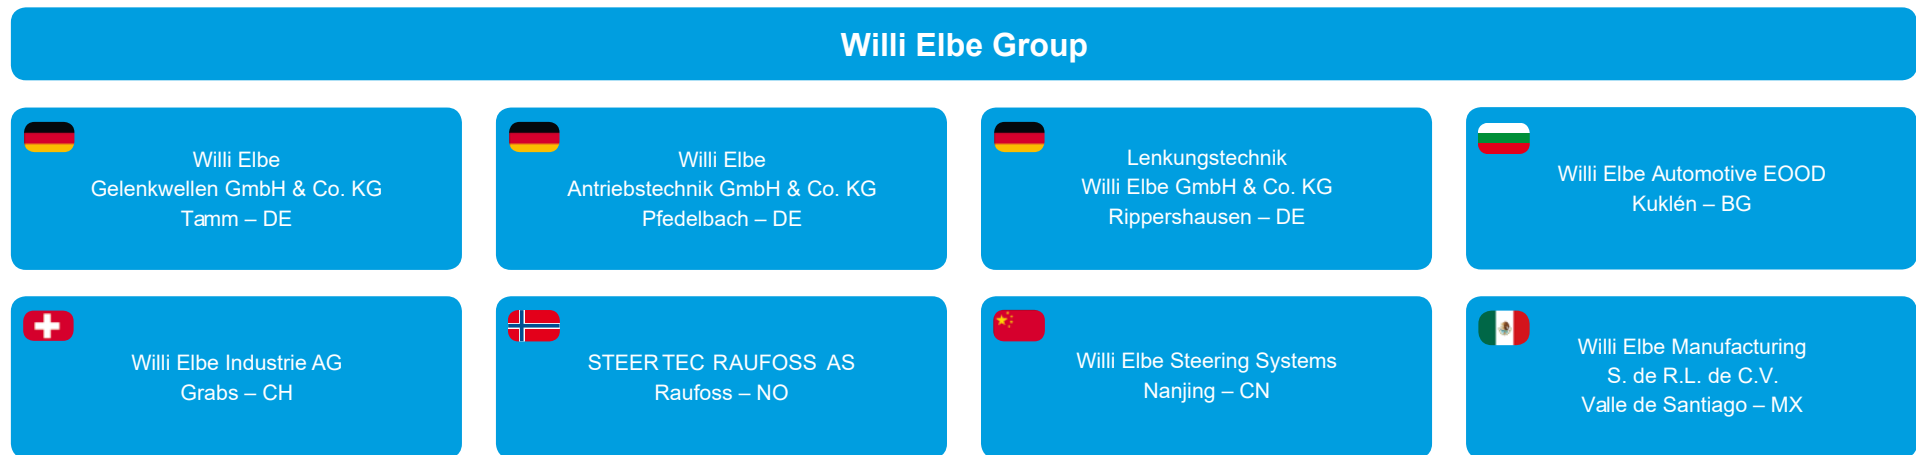 Willi Elbe Group
Willi Elbe
Gelenkwellen GmbH & Co. KG
Tamm – DE
Willi Elbe
Antriebstechnik GmbH & Co. KG
Pfedelbach – DE
Lenkungstechnik
Willi Elbe GmbH & Co. KG
Rippershausen – DE
Willi Elbe Automotive EOOD
Kuklén – BG
Willi Elbe Industrie AG
Grabs – CH
STEERTEC RAUFOSS AS
Raufoss – NO
Willi Elbe Steering Systems
Nanjing – CN
Willi Elbe Manufacturing
S. de R.L. de C.V.
Valle de Santiago – MX